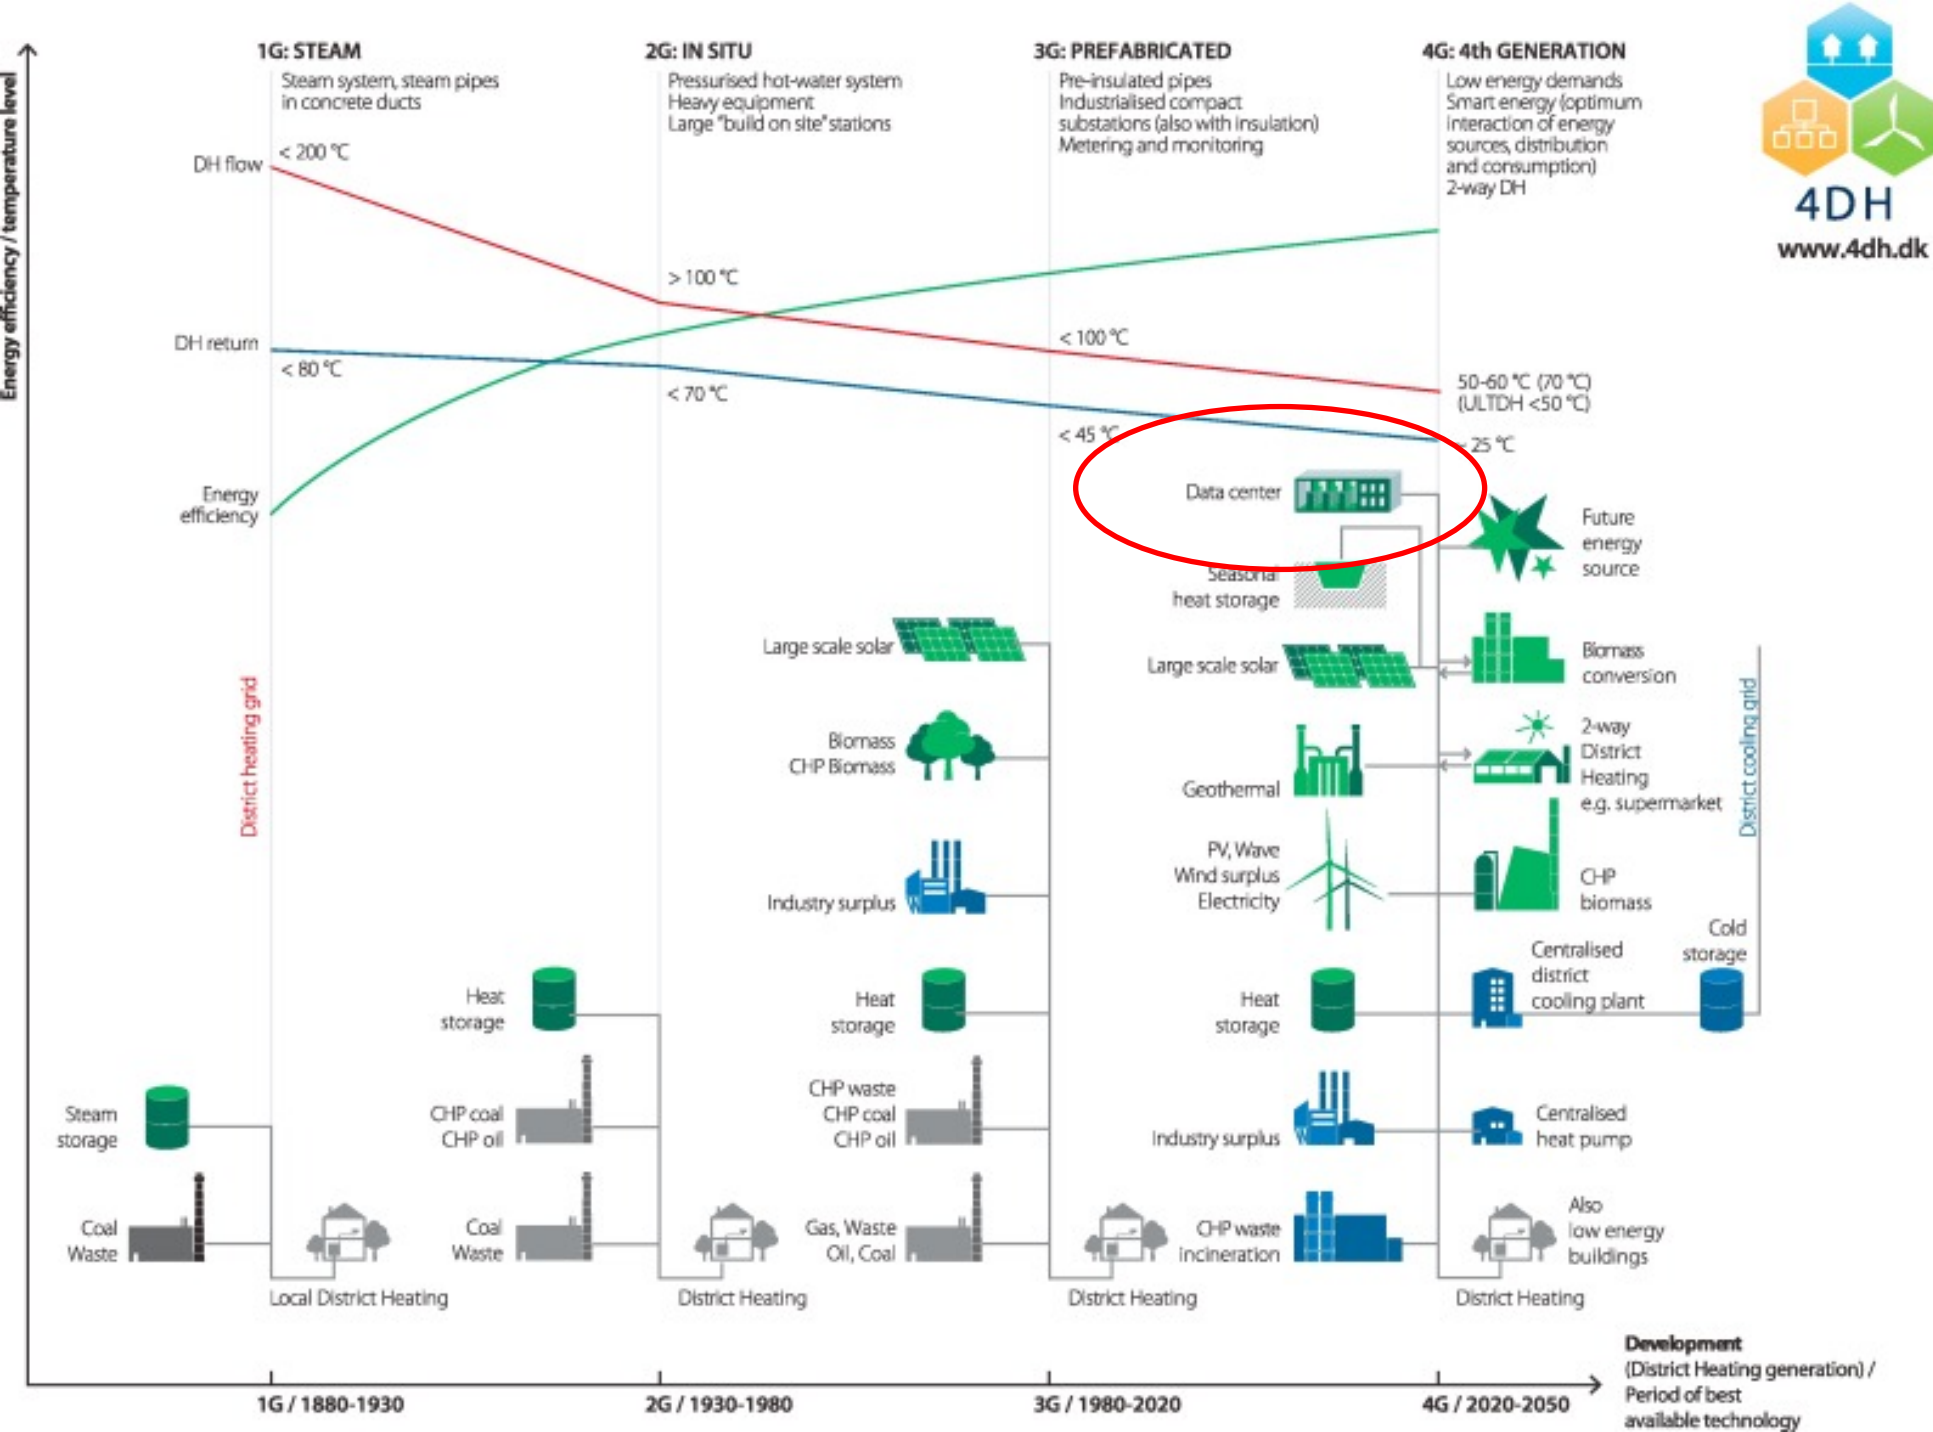 1G: STEAM
Steam system, steam pipes
in concrete ducts
2G: IN SITU
Pressurised hot-water system
Heavy equipment
Large "build on site" stations
3G: PREFABRICATED
Pre-insulated pipes
Industrialised compact
substations (also with insulation)
Metering and monitoring
4G: 4th GENERATION
Low energy demands
Smart energy (optimum
interaction of energy
sources, distribution
and consumption)
2-way DH
4DH
www.4dh.dk
Energy efficiency / temperature level
DH flow
< 200 °C
> 100 °C
< 100 °C
50-60 °C (70 °C)
(ULTDH <50 °C)
DH return
< 80 °C
< 70 °C
< 45 °C
~ 25 °C
Energy
efficiency
District heating grid
Steam
storage
Coal
Waste
Local District Heating
Heat
storage
CHP coal
CHP oil
Coal
Waste
District Heating
Large scale solar
Biomass
CHP Biomass
Industry surplus
Heat
storage
CHP waste
CHP coal
CHP oil
Gas, Waste
Oil, Coal
District Heating
Data center
Seasonal
heat storage
Large scale solar
Geothermal
PV, Wave
Wind surplus
Electricity
Heat
storage
Industry surplus
CHP waste
incineration
Future
energy
source
Biomass
conversion
2-way
District
Heating
e.g. supermarket
CHP
biomass
Centralised
district
cooling plant
Cold
storage
District cooling grid
Centralised
heat pump
Also
low energy
buildings
District Heating
1G / 1880-1930
2G / 1930-1980
3G / 1980-2020
4G / 2020-2050
Development
(District Heating generation) /
Period of best
available technology